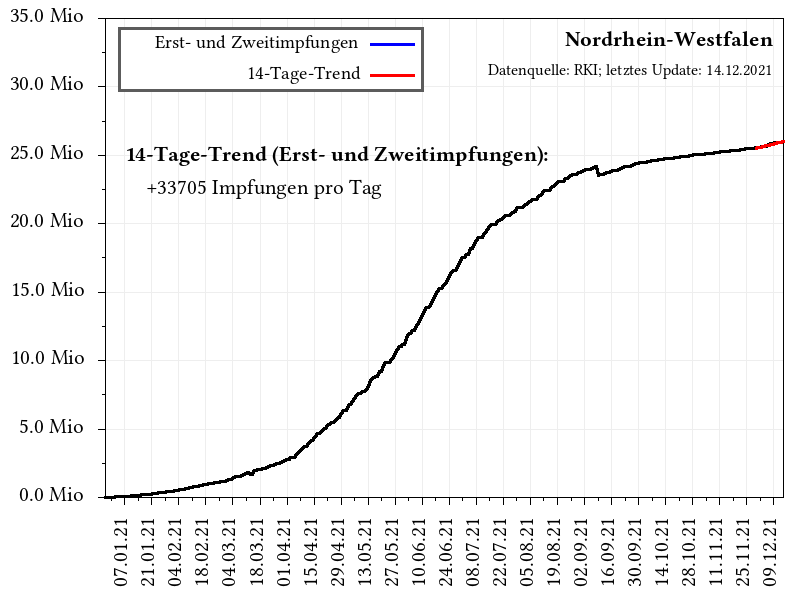 35.0 Mio
Erst- und Zweitimpfungen
14-Tage-Trend
Nordrhein-Westfalen
Datenquelle: RKI; letztes Update: 14.12.2021
30.0 Mio
14-Tage-Trend (Erst- und Zweitimpfungen):
+33705 Impfungen pro Tag
25.0 Mio
20.0 Mio
15.0 Mio
10.0 Mio
5.0 Mio
0.0 Mio
07.01.21
21.01.21
04.02.21
18.02.21
04.03.21
18.03.21
01.04.21
15.04.21
29.04.21
13.05.21
27.05.21
10.06.21
24.06.21
08.07.21
22.07.21
05.08.21
19.08.21
02.09.21
16.09.21
30.09.21
14.10.21
28.10.21
11.11.21
25.11.21
09.12.21